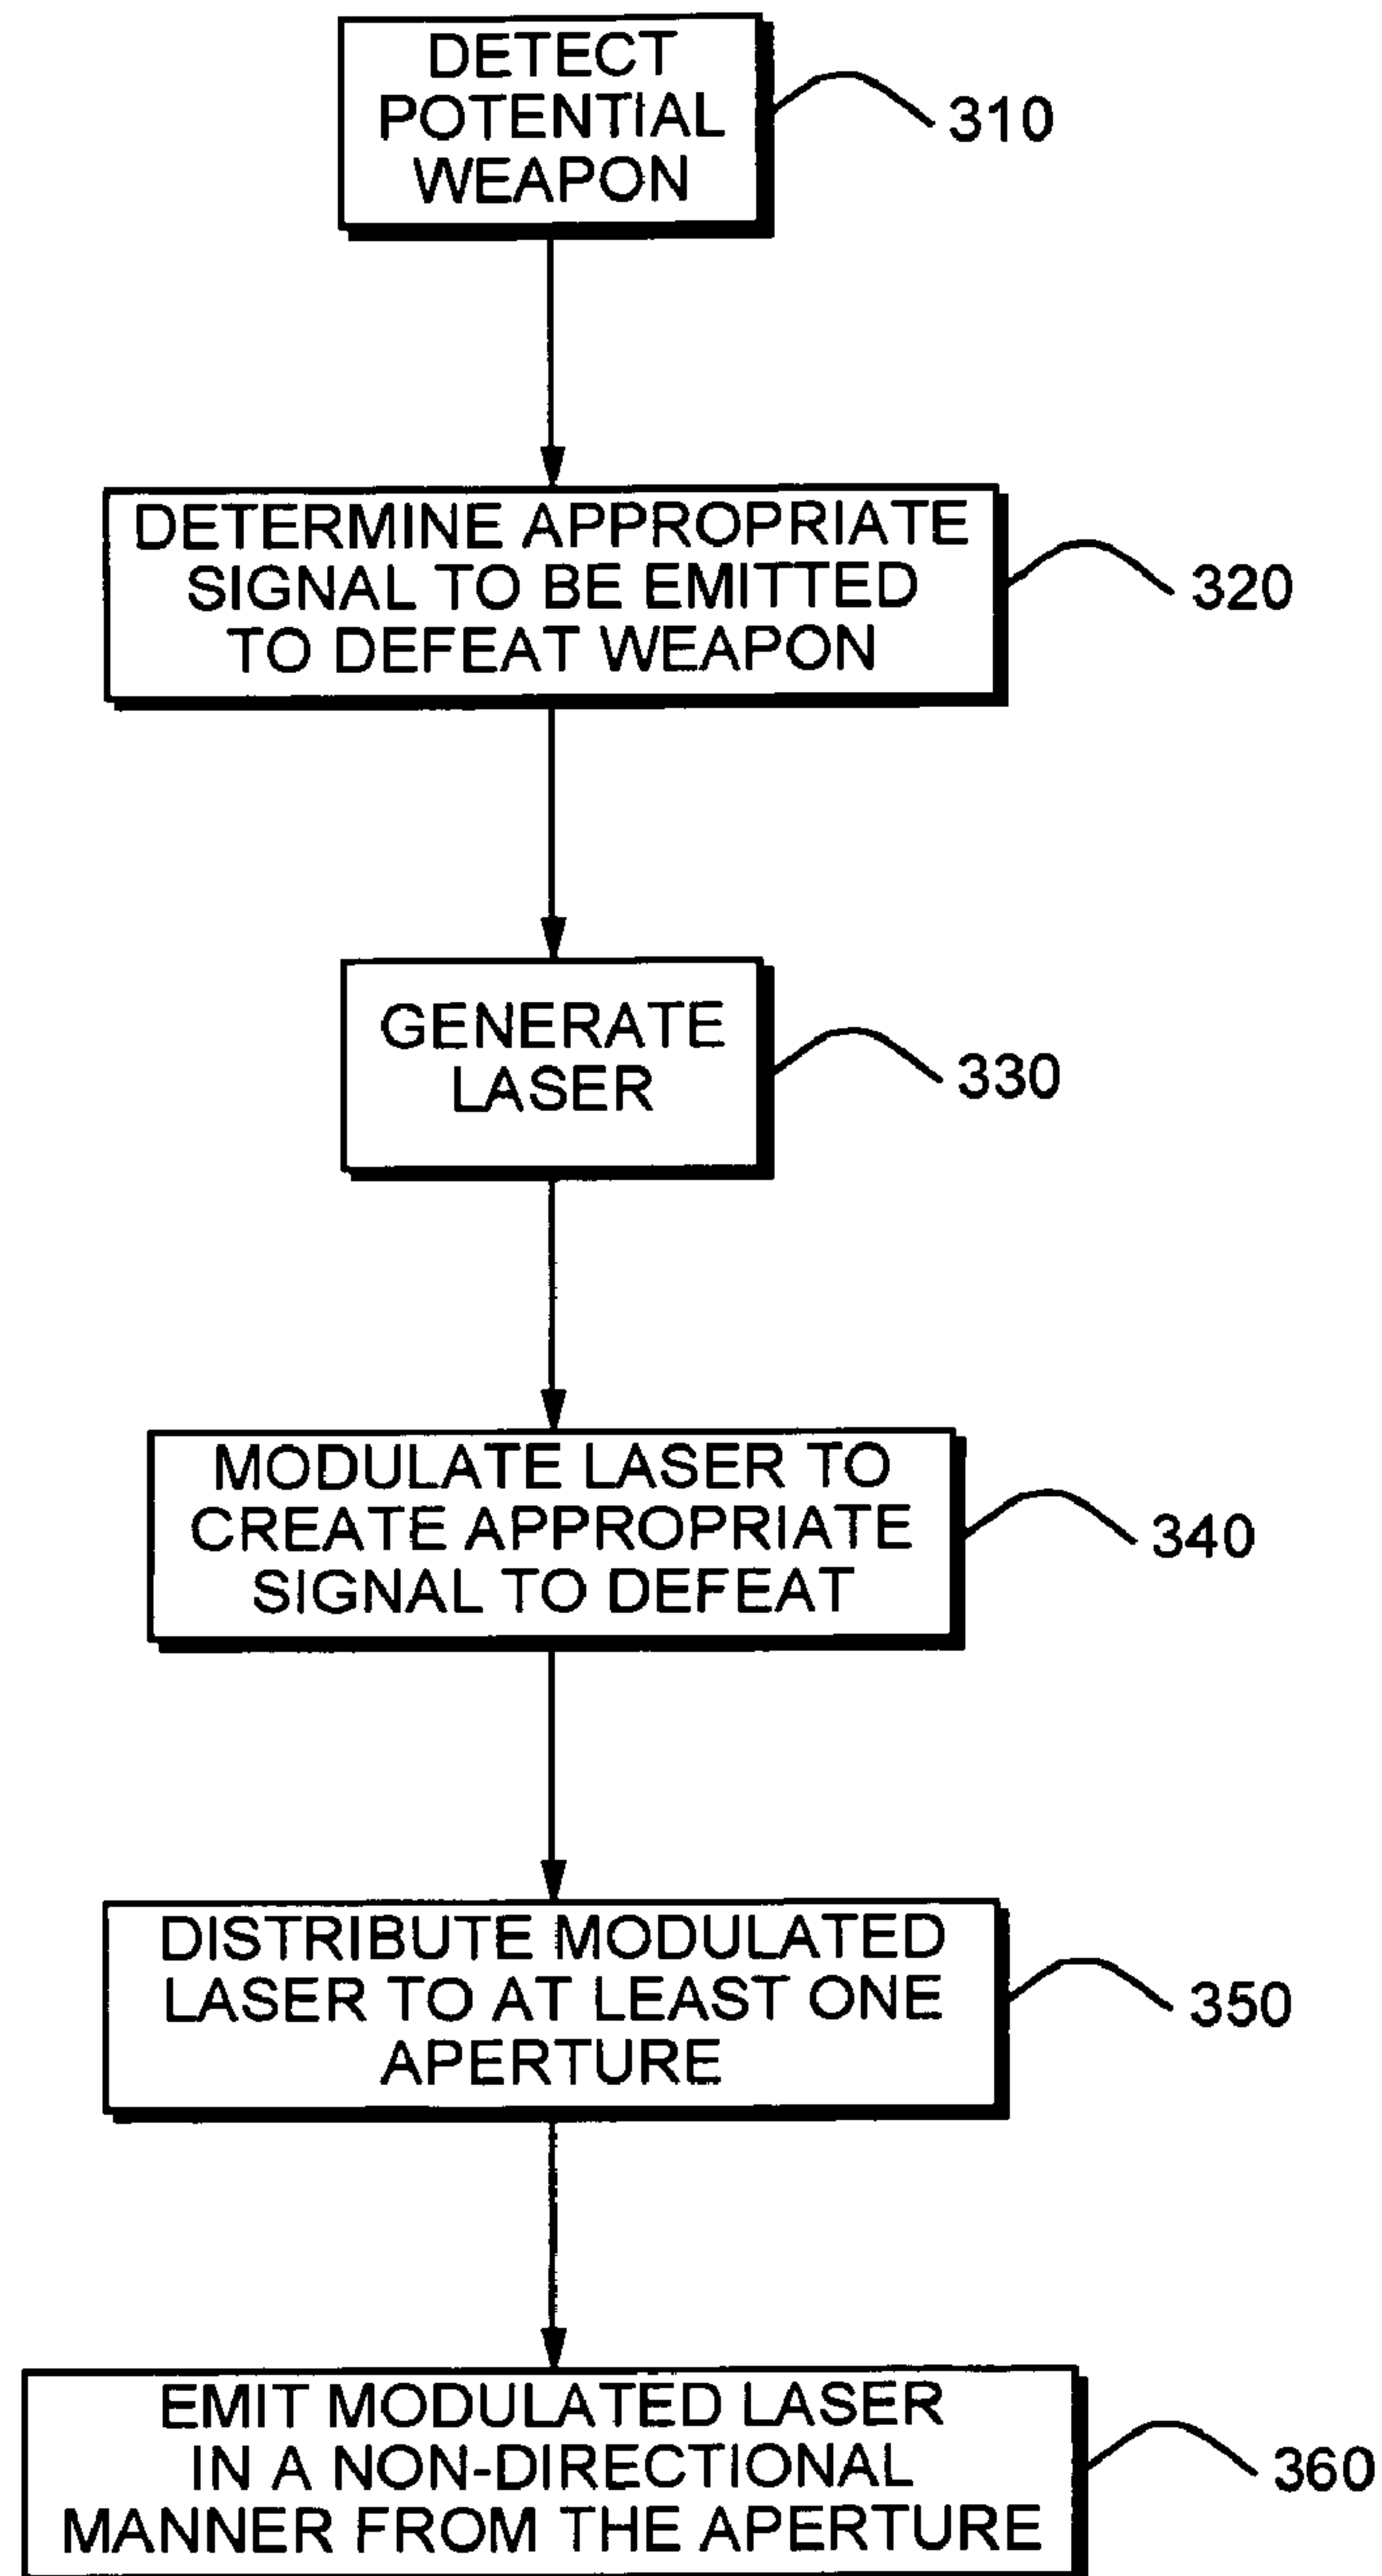 DETECT
POTENTIAL
WEAPON
310
DETERMINE APPROPRIATE
SIGNAL TO BE EMITTED
TO DEFEAT WEAPON
320
GENERATE
LASER
330
MODULATE LASER TO
CREATE APPROPRIATE
SIGNAL TO DEFEAT
340
DISTRIBUTE MODULATED
LASER TO AT LEAST ONE
APERTURE
350
EMIT MODULATED LASER
IN A NON-DIRECTIONAL
MANNER FROM THE APERTURE
360